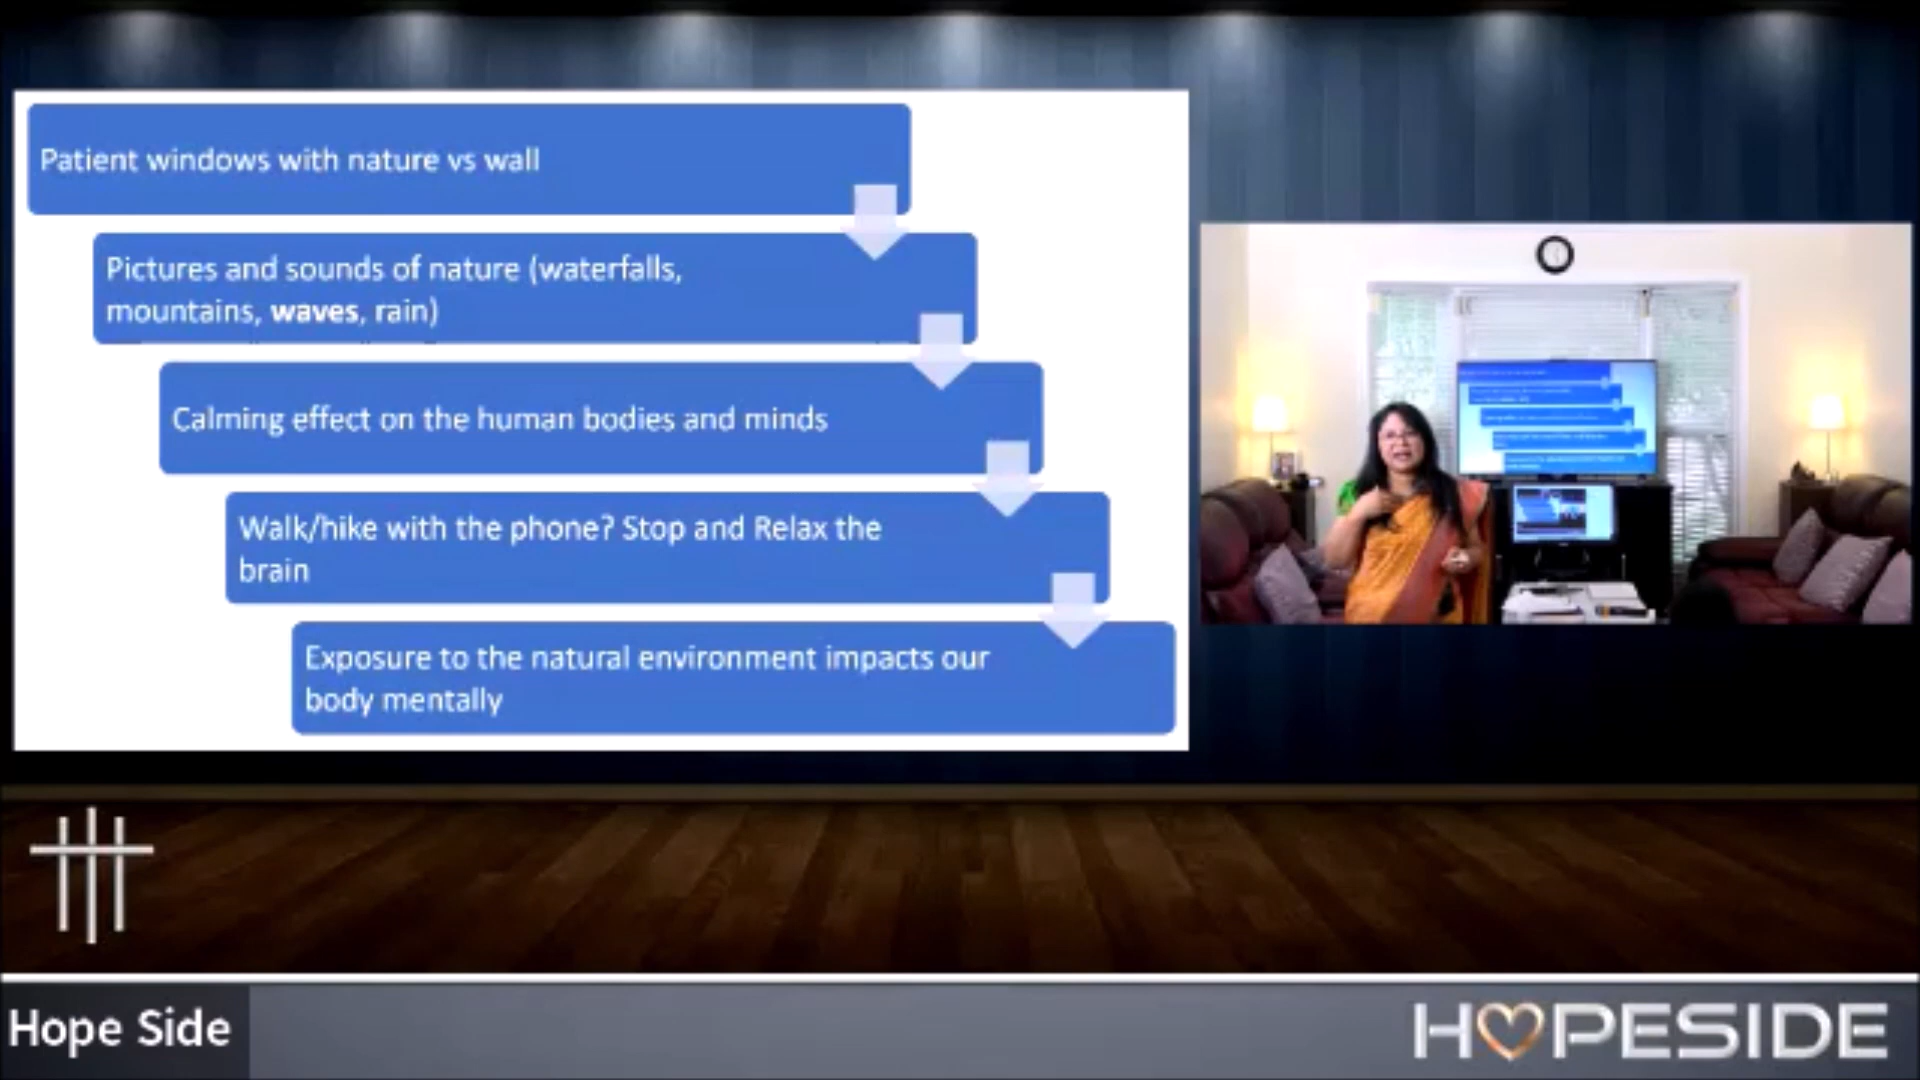 Patient windows with nature vs wall
Pictures and sounds of nature (waterfalls,
mountains, waves, rain)
Calming effect on the human bodies and minds
Walk/hike with the phone? Stop and Relax the
brain
Exposure to the natural environment impacts our
body mentally
Hope Side
HOPESIDE